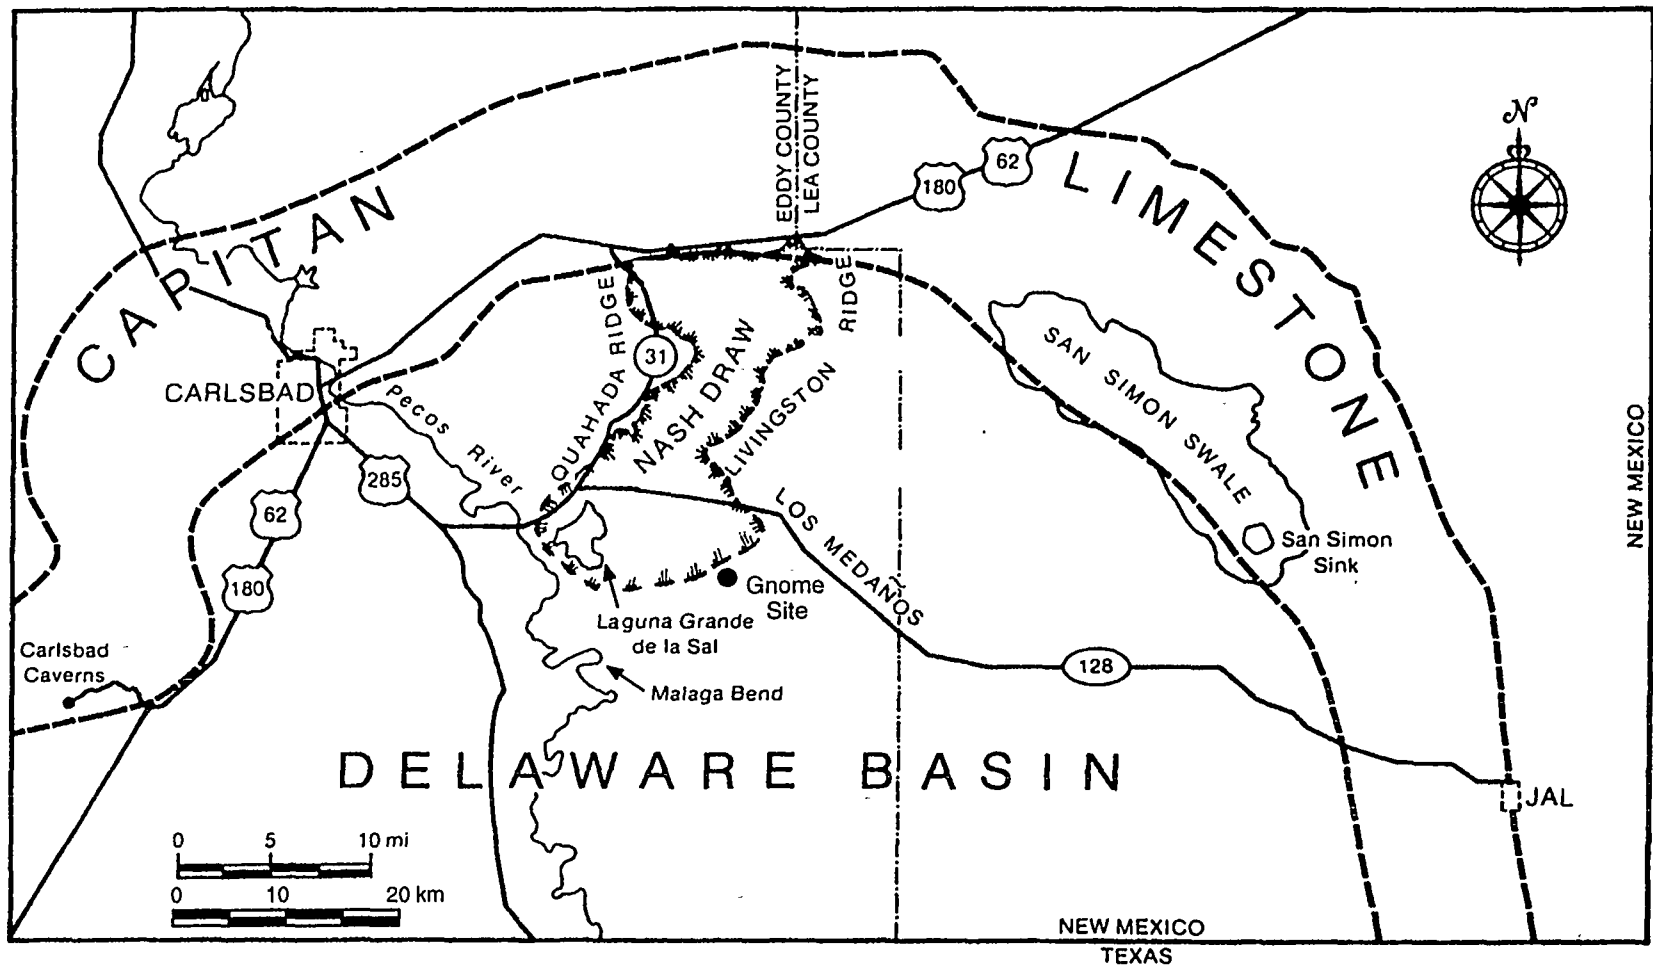 EDDY COUNTY
LEA COUNTY
N
62
180
CAPITAN
LIMESTONE
QUAHADA RIDGE
31
NASH DRAW
LIVINGSTON RIDGE
SAN SIMON SWALE
CARLSBAD
Pecos River
285
62
180
LOS MEDAÑOS
San Simon
Sink
NEW MEXICO
Gnome
Site
Laguna Grande
de la Sal
Carlsbad
Caverns
Malaga Bend
128
DELAWARE BASIN
JAL
0 5 10 mi
0 10 20 km
NEW MEXICO
TEXAS